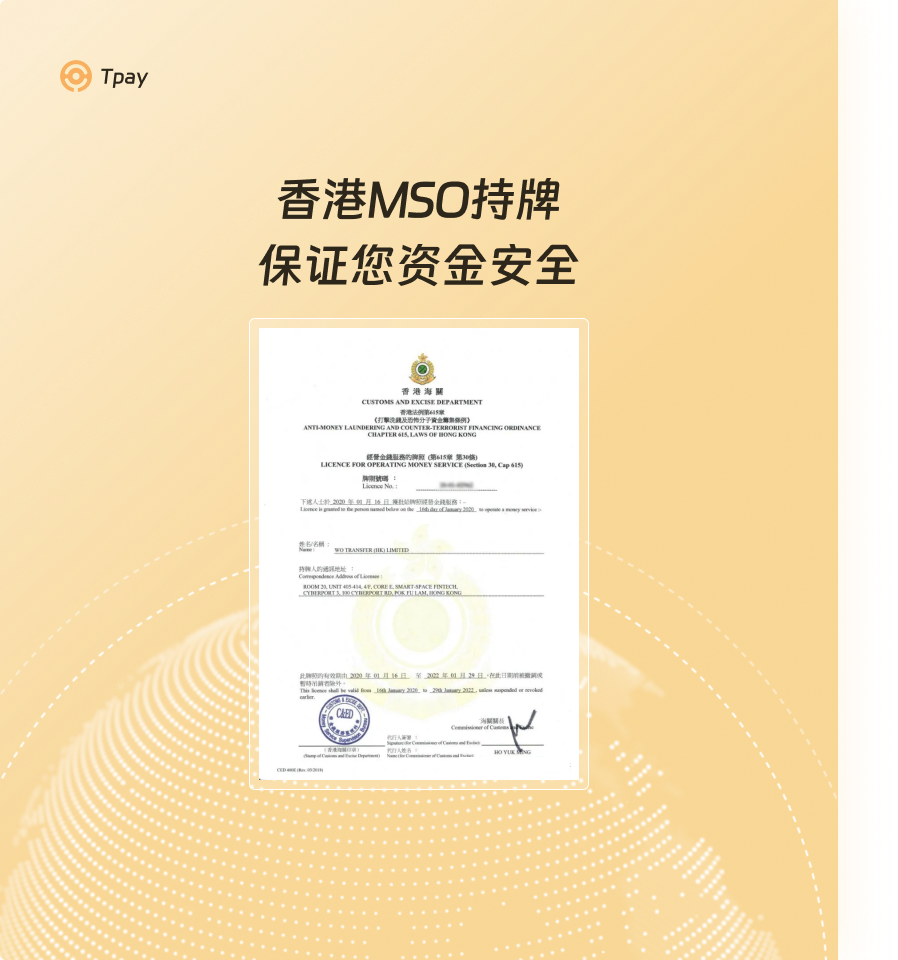 Tpay
香港MSO持牌
保证您资金安全
香港海關
CUSTOMS AND EXCISE DEPARTMENT
香港法例第615章
《打擊洗錢及恐怖分子資金籌集條例》
ANTI-MONEY LAUNDERING AND COUNTER-TERRORIST FINANCING ORDINANCE
CHAPTER 615, LAWS OF HONG KONG
經營金錢服務的牌照 (第615章 第30條)
LICENCE FOR OPERATING MONEY SERVICE (Section 30, Cap 615)
牌照號碼 :
Licence No. :
下述人士於 2020 年 01 月 16 日 獲批給牌照經營金錢服務 :-
Licence is granted to the person named below on the 16th day of January 2020 to operate a money service :-
姓名/名稱 :
Name : WO TRANSFER (HK) LIMITED
持牌人的通訊地址 :
Correspondence Address of Licensee :
ROOM 20, UNIT 405-414, 4/F, CORE E, SMART-SPACE FINTECH,
CYBERPORT 3, 100 CYBERPORT RD, POK FU LAM, HONG KONG
此牌照的有效期由 2020 年 01 月 16 日 至 2022 年 01 月 29 日 ,在此日期前被撤銷或
暫時吊銷者除外。
This licence shall be valid from 16th January 2020 to 29th January 2022 unless suspended or revoked
earlier.
C&ED
Money Service Supervision Bureau
海關關長
Commissioner of Customs and Excise
代行人簽署 :
Signature (for Commissioner of Customs and Excise)
(香港海關印章)
(Stamp of Customs and Excise Department)
代行人姓名 :
Name (for Commissioner of Customs and Excise)
HO YUK
CED 606E (Rev. 03/2018)